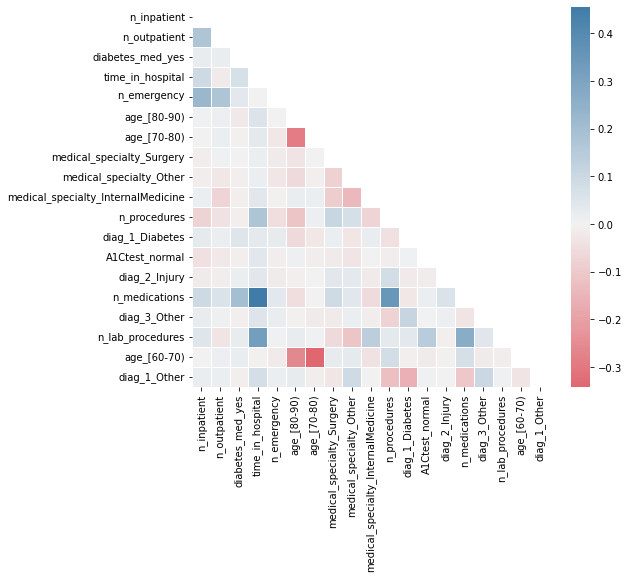 n_inpatient
n_outpatient
diabetes_med_yes
time_in_hospital
n_emergency
age_[80-90)
age_[70-80)
medical_specialty_Surgery
medical_specialty_Other
medical_specialty_InternalMedicine
n_procedures
diag_1_Diabetes
A1Ctest_normal
diag_2_Injury
n_medications
diag_3_Other
n_lab_procedures
age_[60-70)
diag_1_Other
n_inpatient
n_outpatient
diabetes_med_yes
time_in_hospital
n_emergency
age_[80-90)
age_[70-80)
medical_specialty_Surgery
medical_specialty_Other
medical_specialty_InternalMedicine
n_procedures
diag_1_Diabetes
A1Ctest_normal
diag_2_Injury
n_medications
diag_3_Other
n_lab_procedures
age_[60-70)
diag_1_Other
0.4
0.3
0.2
0.1
0.0
−0.1
−0.2
−0.3